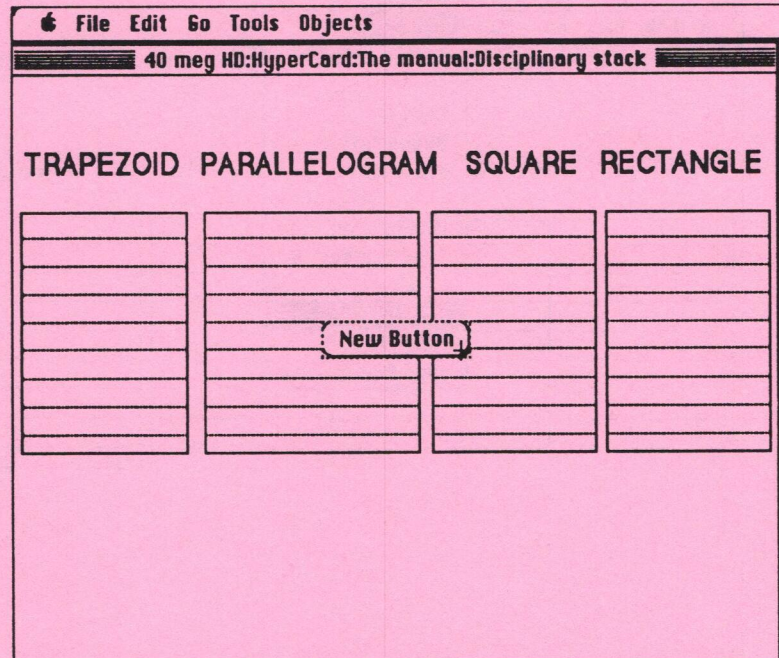 File Edit Go Tools Objects
40 meg HD:HyperCard:The manual:Disciplinary stack
TRAPEZOID PARALLELOGRAM SQUARE RECTANGLE
New Button